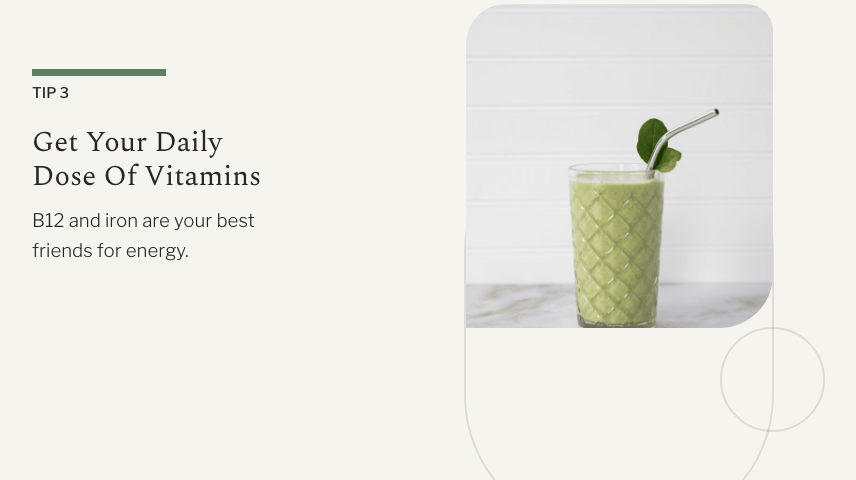 TIP 3
Get Your Daily
Dose Of Vitamins
B12 and iron are your best
friends for energy.